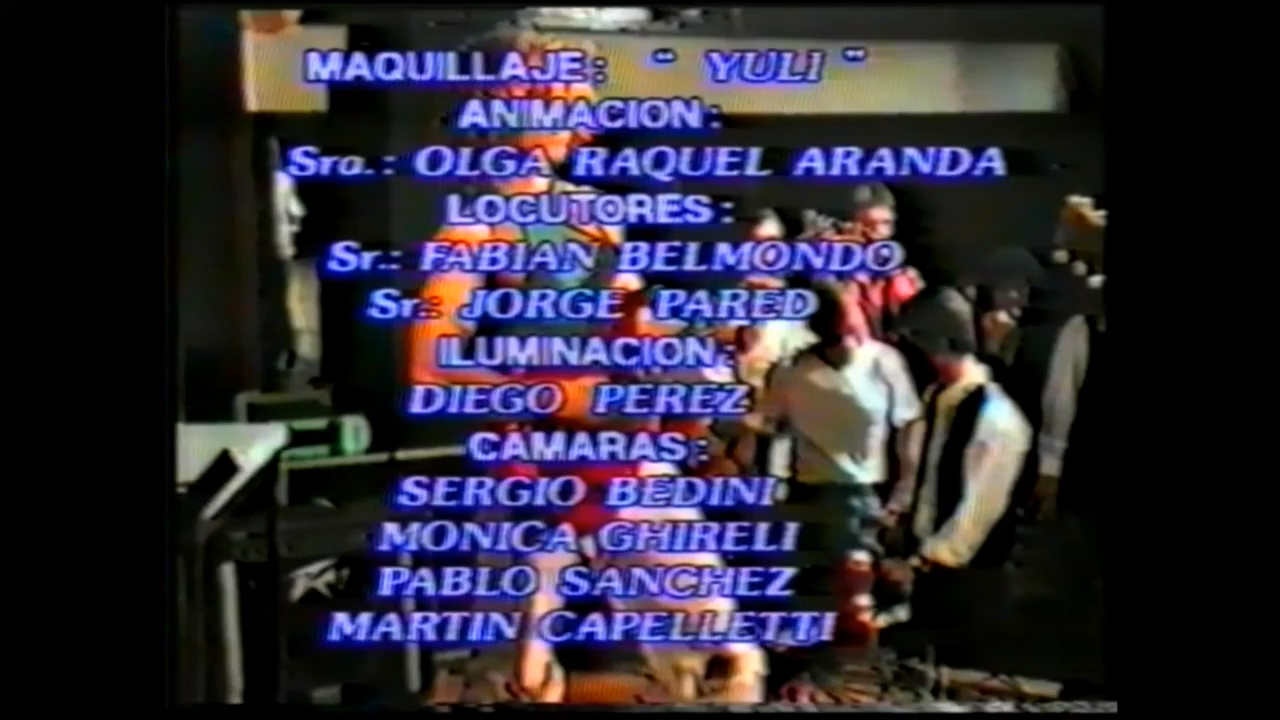 MAQUILLAJE: " YULI "
ANIMACION:
Sra.: OLGA RAQUEL ARANDA
LOCUTORES:
Sr.: FABIAN BELMONDO
Sr.: JORGE PARED
ILUMINACION:
DIEGO PEREZ
CAMARAS:
SERGIO BEDINI
MONICA GHIRELI
PABLO SANCHEZ
MARTIN CAPELLETTI